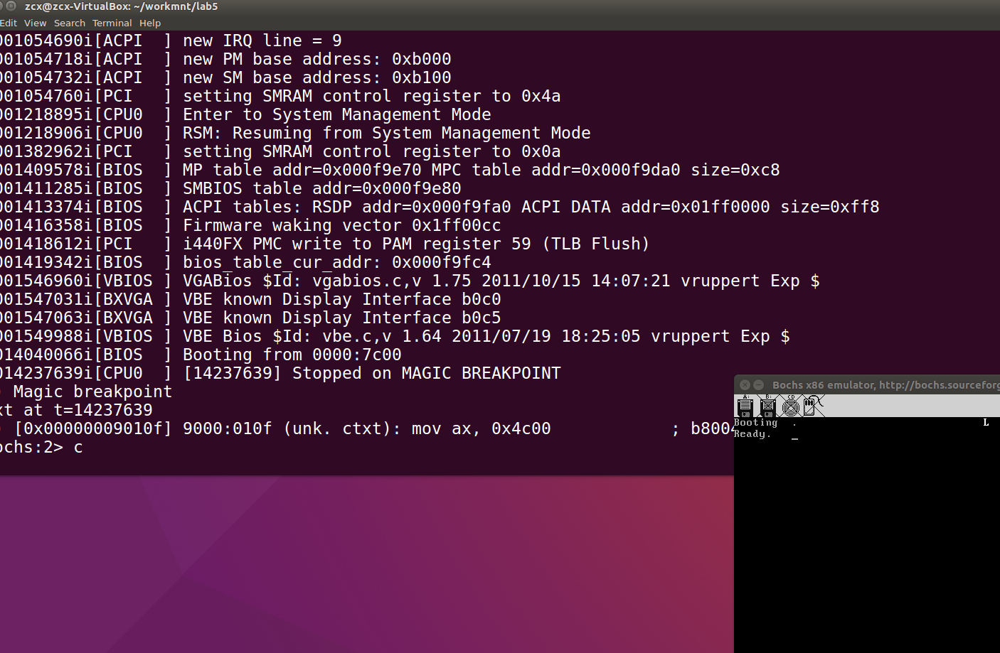 zcx@zcx-VirtualBox: ~/workmnt/lab5
Edit View Search Terminal Help
001054690i[ACPI  ] new IRQ line = 9
001054718i[ACPI  ] new PM base address: 0xb000
001054732i[ACPI  ] new SM base address: 0xb100
001054760i[PCI   ] setting SMRAM control register to 0x4a
001218895i[CPU0  ] Enter to System Management Mode
001218906i[CPU0  ] RSM: Resuming from System Management Mode
001382962i[PCI   ] setting SMRAM control register to 0x0a
001409578i[BIOS  ] MP table addr=0x000f9e70 MPC table addr=0x000f9da0 size=0xc8
001411285i[BIOS  ] SMBIOS table addr=0x000f9e80
001413374i[BIOS  ] ACPI tables: RSDP addr=0x000f9fa0 ACPI DATA addr=0x01ff0000 size=0xff8
001416358i[BIOS  ] Firmware waking vector 0x1ff00cc
001418612i[PCI   ] i440FX PMC write to PAM register 59 (TLB Flush)
001419342i[BIOS  ] bios_table_cur_addr: 0x000f9fc4
001546960i[VBIOS ] VGABios $Id: vgabios.c,v 1.75 2011/10/15 14:07:21 vruppert Exp $
001547031i[BXVGA ] VBE known Display Interface b0c0
001547063i[BXVGA ] VBE known Display Interface b0c5
001549988i[VBIOS ] VBE Bios $Id: vbe.c,v 1.64 2011/07/19 18:25:05 vruppert Exp $
014040066i[BIOS  ] Booting from 0000:7c00
014237639i[CPU0  ] [14237639] Stopped on MAGIC BREAKPOINT
) Magic breakpoint
xt at t=14237639
) [0x00000009010f] 9000:010f (unk. ctxt): mov ax, 0x4c00            ; b8004
ochs:2> c
Bochs x86 emulator, http://bochs.sourceforg
A: B: CD
Booting  .                                 L
Ready.   _